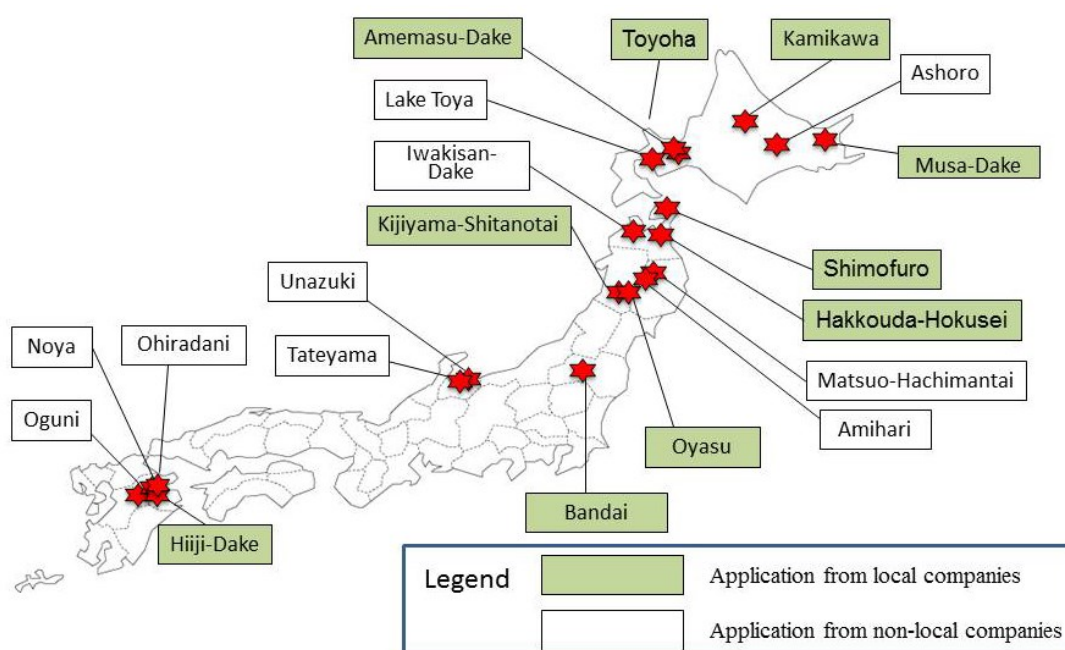 Amemasu-Dake
Toyoha
Kamikawa
Ashoro
Lake Toya
Iwakisan-
Dake
Musa-Dake
Kijiyama-Shitanotai
Shimofuro
Unazuki
Hakkouda-Hokusei
Noya
Ohiradani
Tateyama
Matsuo-Hachimantai
Oguni
Amihari
Oyasu
Bandai
Hiiji-Dake
Legend
Application from local companies
Application from non-local companies